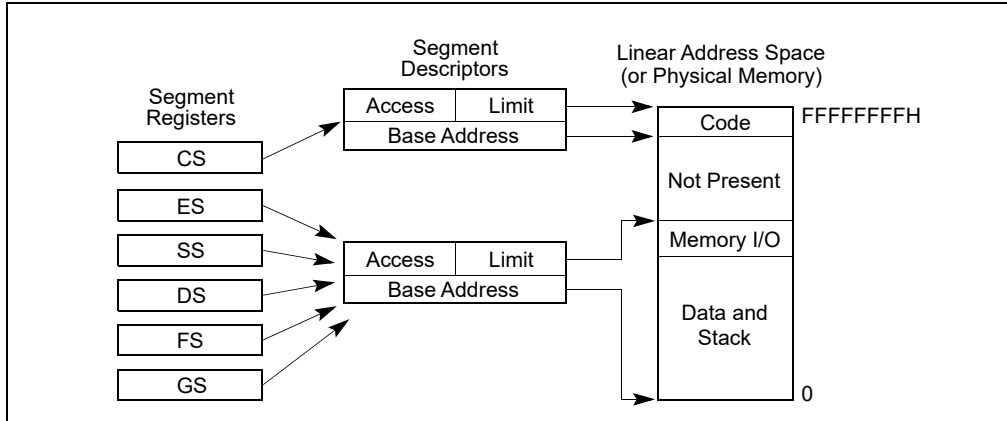 Segment
Registers
CS
ES
SS
DS
FS
GS
Segment
Descriptors
Access
Limit
Base Address
Access
Limit
Base Address
Linear Address Space
(or Physical Memory)
Code
FFFFFFFFH
Not Present
Memory I/O
Data and
Stack
0